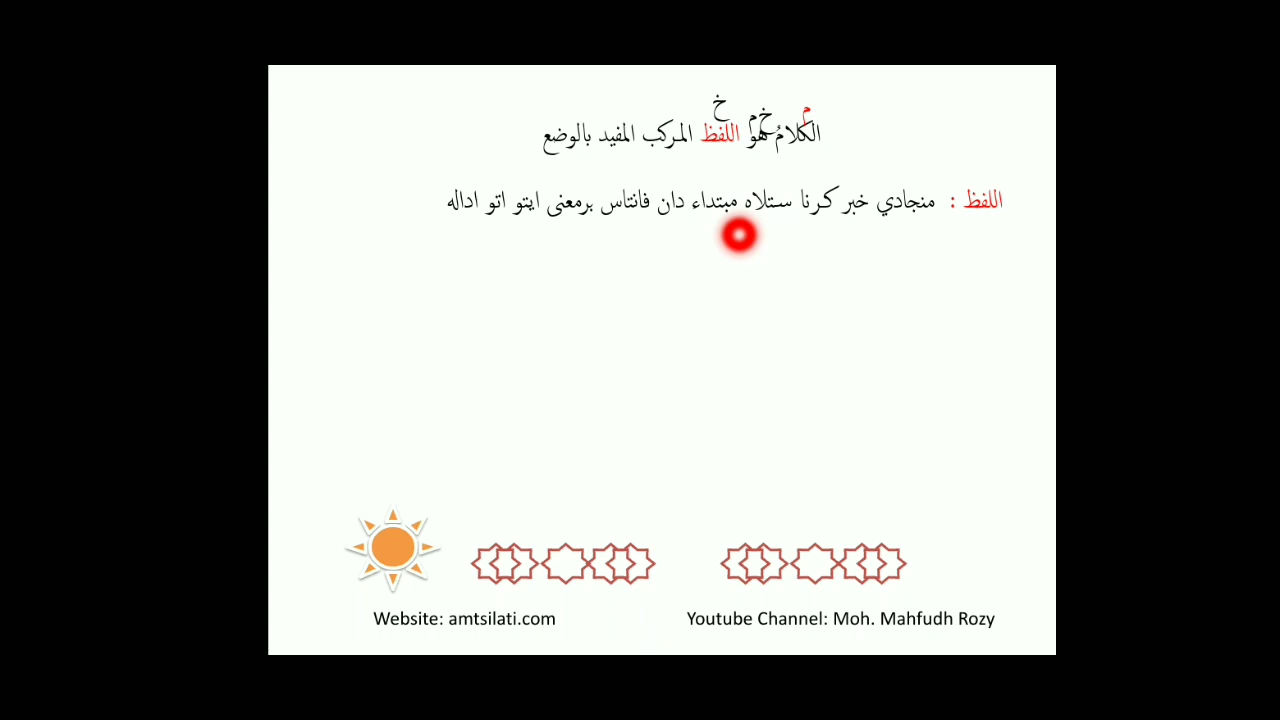 م خ م خ
الكلامُ هو اللفظ المركب المفيد بالوضع
اللفظ : منجادي خبر كرنا ستلاه مبتداء دان فانتاس برمعنى ايتو اتو اداله
Website: amtsilati.com
Youtube Channel: Moh. Mahfudh Rozy